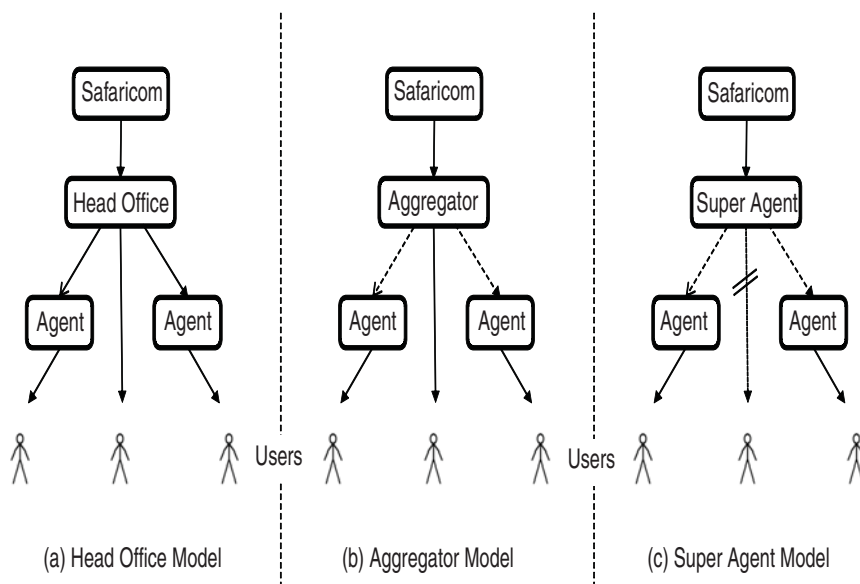 Safaricom
Safaricom
Safaricom
Head Office
Aggregator
Super Agent
Agent
Agent
Agent
Agent
Agent
Agent
Users
Users
(a) Head Office Model
(b) Aggregator Model
(c) Super Agent Model